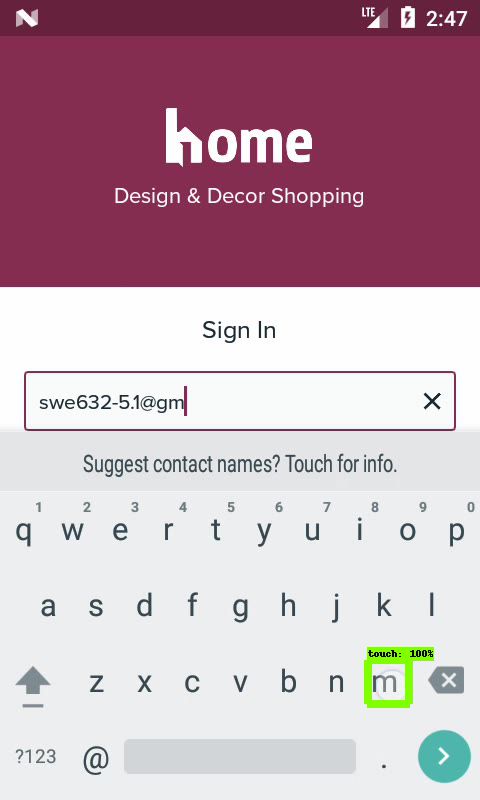 LTE 2:47
home
Design & Decor Shopping
Sign In
swe632-5.1@gm
Suggest contact names? Touch for info.
1 2 3 4 5 6 7 8 9 0
q w e r t y u i o p
a s d f g h j k l
touch: 100%
z x c v b n m
?123 @ .